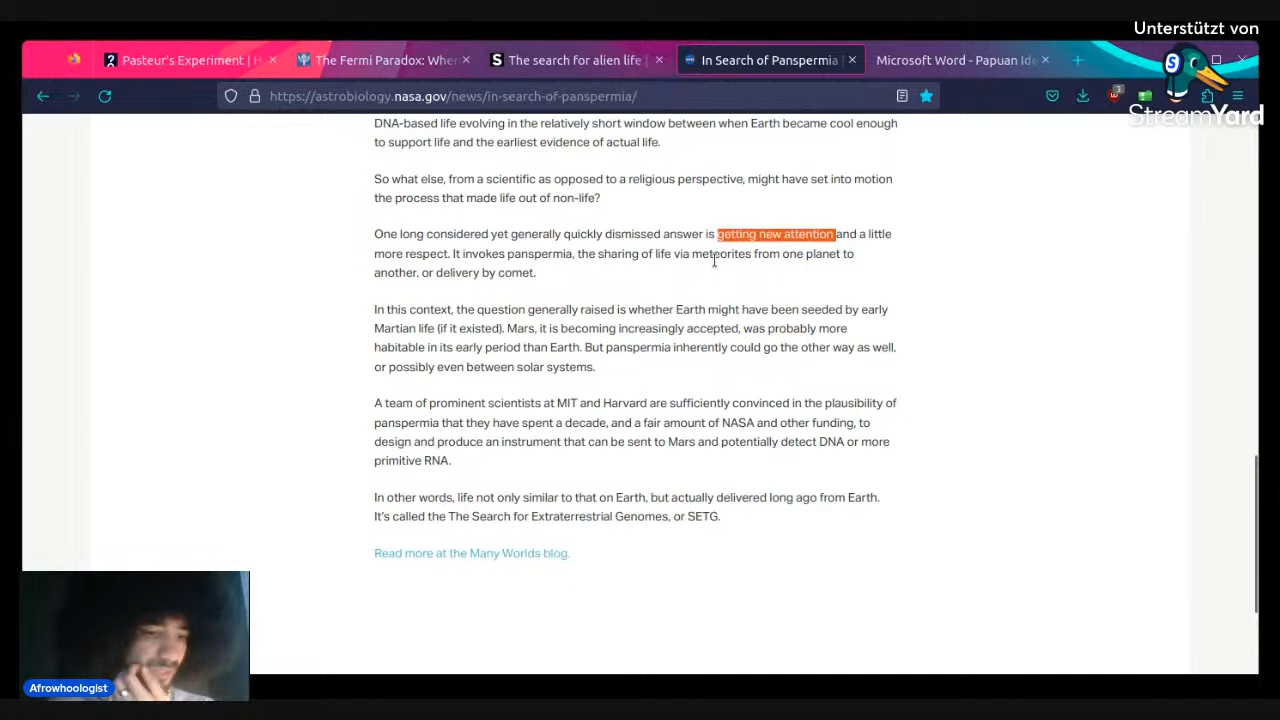 Unterstützt von
StreamYard
Pasteur's Experiment | H
The Fermi Paradox: Wher
The search for alien life
In Search of Panspermia |
Microsoft Word - Papuan Ide
https://astrobiology.nasa.gov/news/in-search-of-panspermia/
3
DNA-based life evolving in the relatively short window between when Earth became cool enough
to support life and the earliest evidence of actual life.
So what else, from a scientific as opposed to a religious perspective, might have set into motion
the process that made life out of non-life?
One long considered yet generally quickly dismissed answer is getting new attention and a little
more respect. It invokes panspermia, the sharing of life via meteorites from one planet to
another, or delivery by comet.
In this context, the question generally raised is whether Earth might have been seeded by early
Martian life (if it existed). Mars, it is becoming increasingly accepted, was probably more
habitable in its early period than Earth. But panspermia inherently could go the other way as well,
or possibly even between solar systems.
A team of prominent scientists at MIT and Harvard are sufficiently convinced in the plausibility of
panspermia that they have spent a decade, and a fair amount of NASA and other funding, to
design and produce an instrument that can be sent to Mars and potentially detect DNA or more
primitive RNA.
In other words, life not only similar to that on Earth, but actually delivered long ago from Earth.
It's called the The Search for Extraterrestrial Genomes, or SETG.
Read more at the Many Worlds blog.
Afrowhoologist